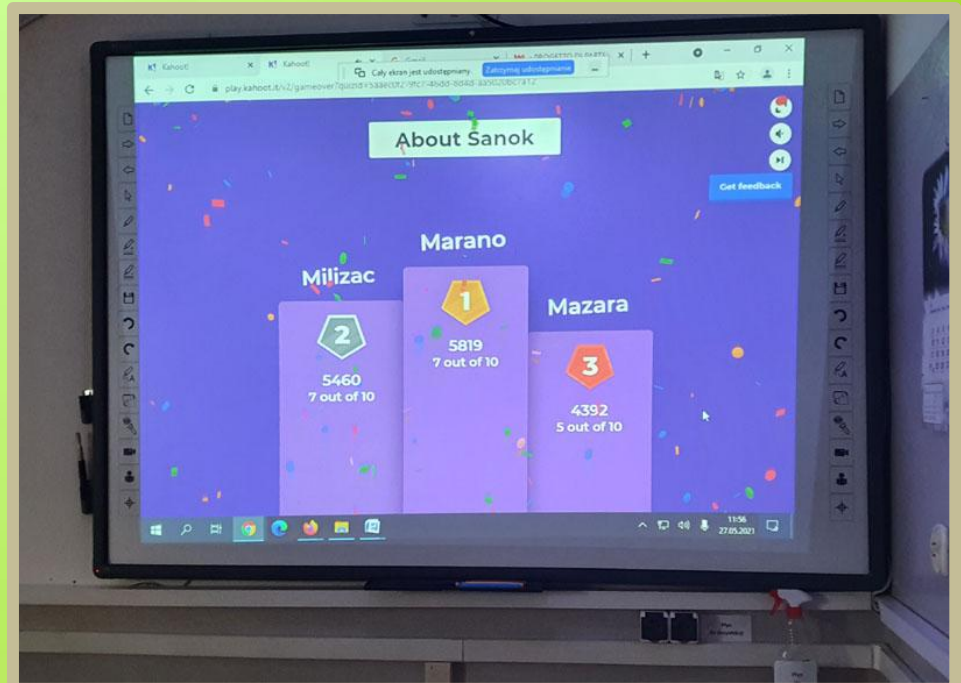 Kahoot!
Kahoot!
Cały ekran jest udostępniany.
Zatrzymaj udostępnianie
About Sanok
Get feedback
Marano
1
5819
7 out of 10
Milizac
2
5460
7 out of 10
Mazara
3
4392
5 out of 10
11:56
27.05.2021